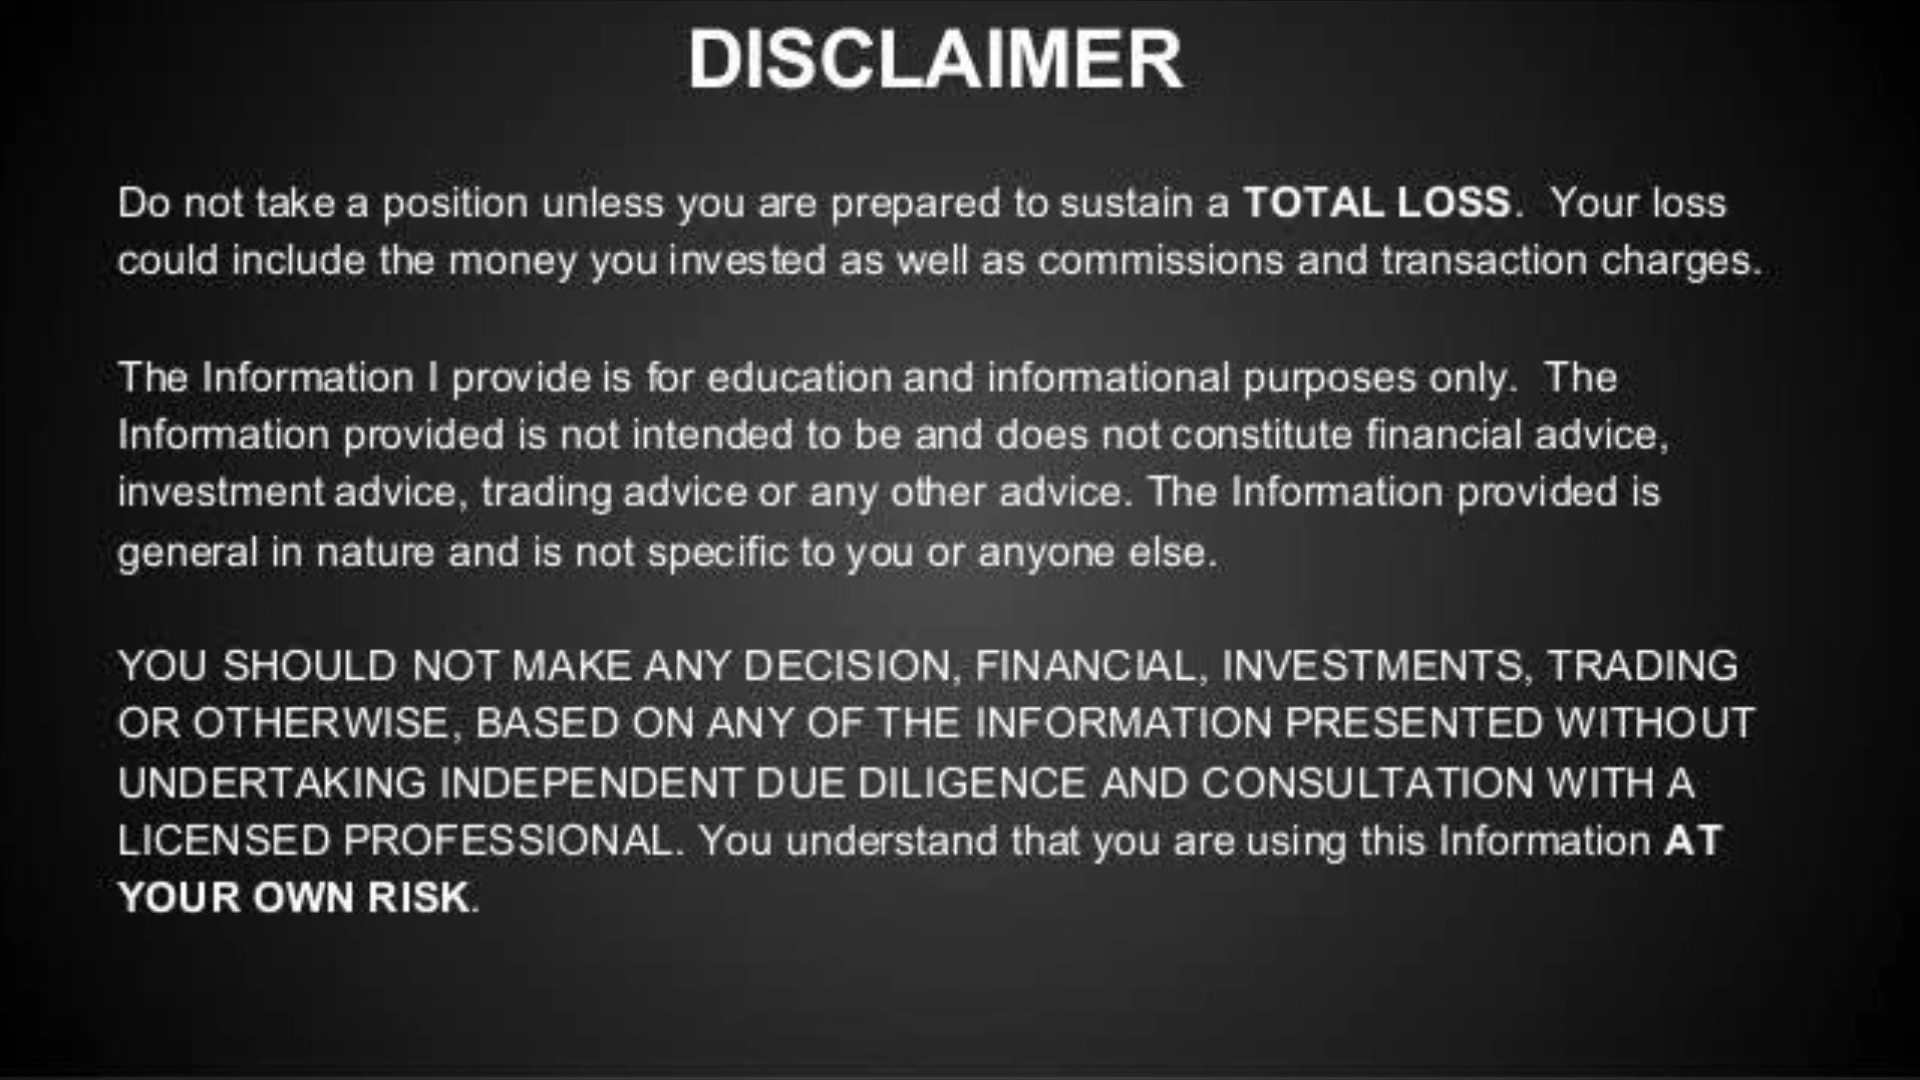 DISCLAIMER
Do not take a position unless you are prepared to sustain a TOTAL LOSS.  Your loss
could include the money you invested as well as commissions and transaction charges.
The Information I provide is for education and informational purposes only.  The
Information provided is not intended to be and does not constitute financial advice,
investment advice, trading advice or any other advice. The Information provided is
general in nature and is not specific to you or anyone else.
YOU SHOULD NOT MAKE ANY DECISION, FINANCIAL, INVESTMENTS, TRADING
OR OTHERWISE, BASED ON ANY OF THE INFORMATION PRESENTED WITHOUT
UNDERTAKING INDEPENDENT DUE DILIGENCE AND CONSULTATION WITH A
LICENSED PROFESSIONAL. You understand that you are using this Information AT
YOUR OWN RISK.